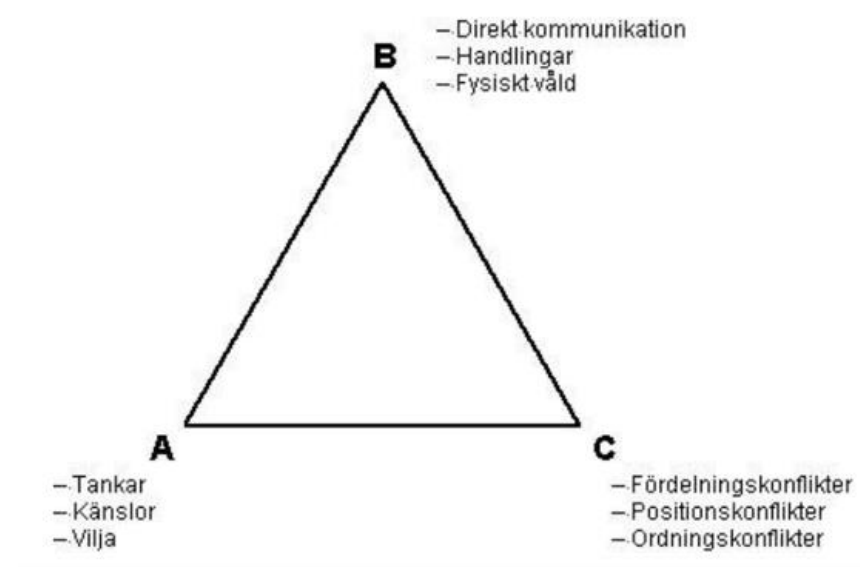 B
– Direkt kommunikation
– Handlingar
– Fysiskt våld
A
– Tankar
– Känslor
– Vilja
C
– Fördelningskonflikter
– Positionskonflikter
– Ordningskonflikter